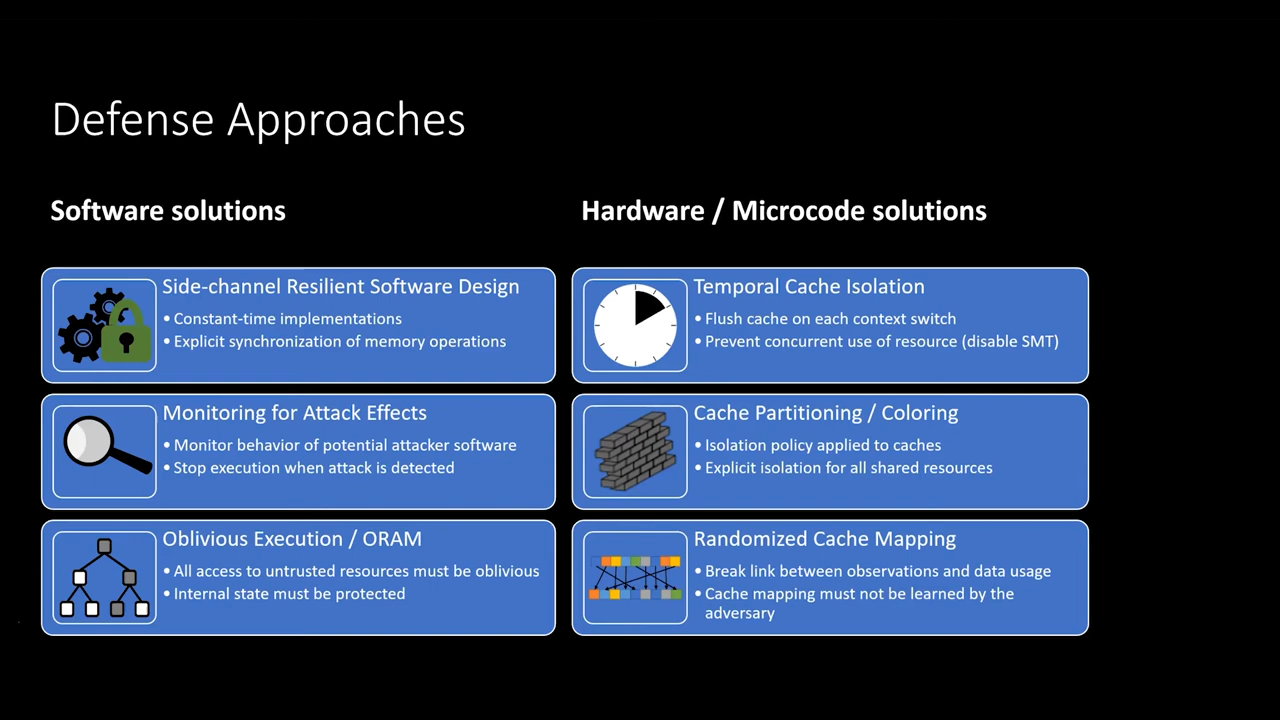 Defense Approaches
Software solutions
Side-channel Resilient Software Design
• Constant-time implementations
• Explicit synchronization of memory operations
Monitoring for Attack Effects
• Monitor behavior of potential attacker software
• Stop execution when attack is detected
Oblivious Execution / ORAM
• All access to untrusted resources must be oblivious
• Internal state must be protected
Hardware / Microcode solutions
Temporal Cache Isolation
• Flush cache on each context switch
• Prevent concurrent use of resource (disable SMT)
Cache Partitioning / Coloring
• Isolation policy applied to caches
• Explicit isolation for all shared resources
Randomized Cache Mapping
• Break link between observations and data usage
• Cache mapping must not be learned by the
adversary